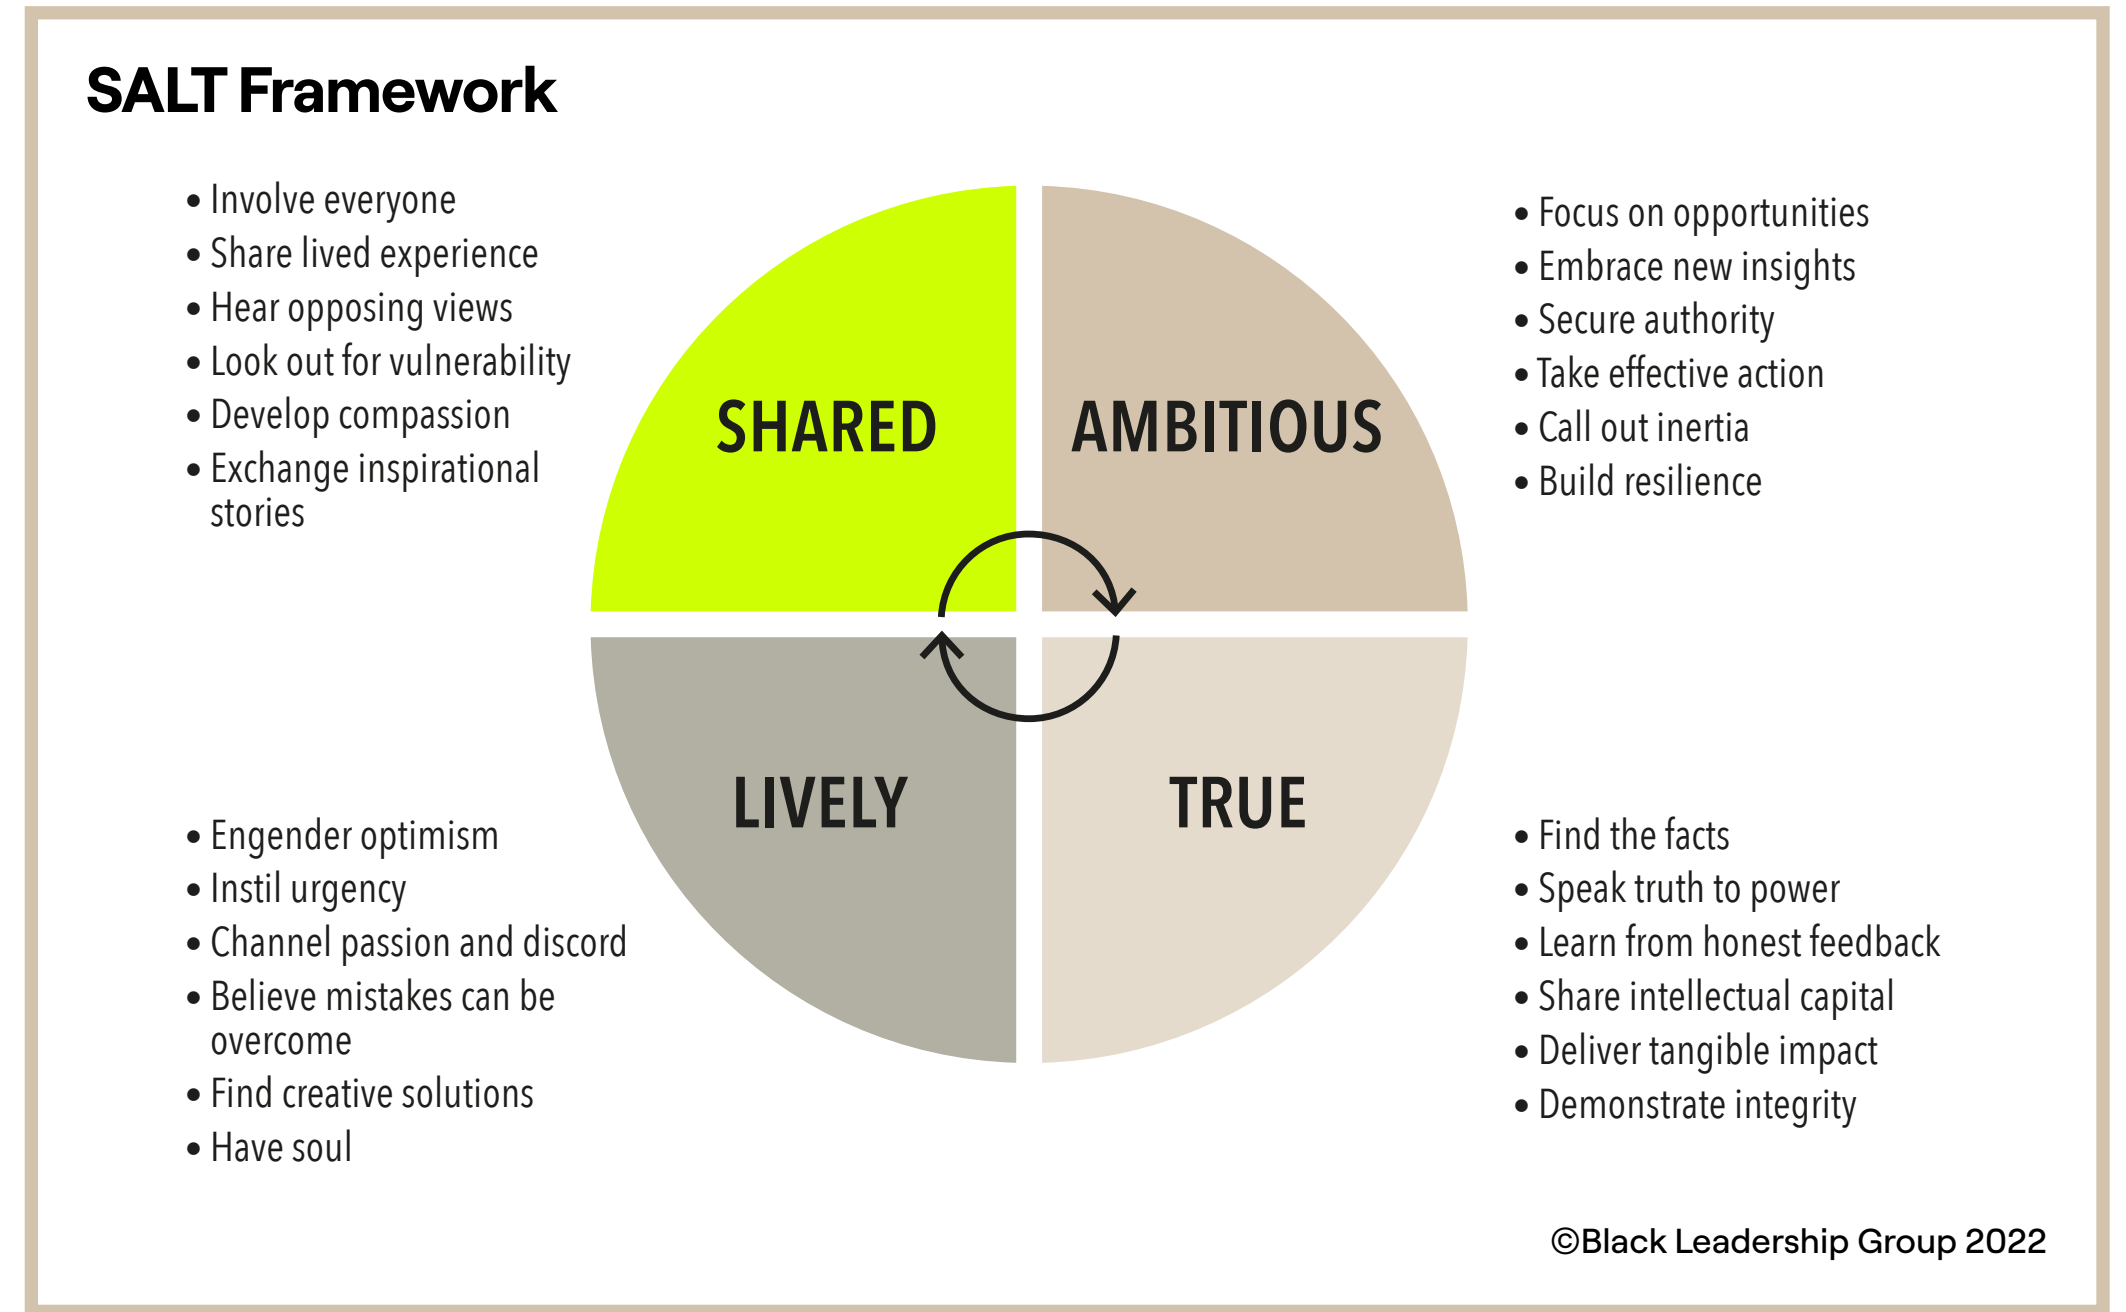 SALT Framework
• Involve everyone
• Share lived experience
• Hear opposing views
• Look out for vulnerability
• Develop compassion
• Exchange inspirational
stories
SHARED
AMBITIOUS
• Focus on opportunities
• Embrace new insights
• Secure authority
• Take effective action
• Call out inertia
• Build resilience
• Engender optimism
• Instil urgency
• Channel passion and discord
• Believe mistakes can be
overcome
• Find creative solutions
• Have soul
LIVELY
TRUE
• Find the facts
• Speak truth to power
• Learn from honest feedback
• Share intellectual capital
• Deliver tangible impact
• Demonstrate integrity
©Black Leadership Group 2022